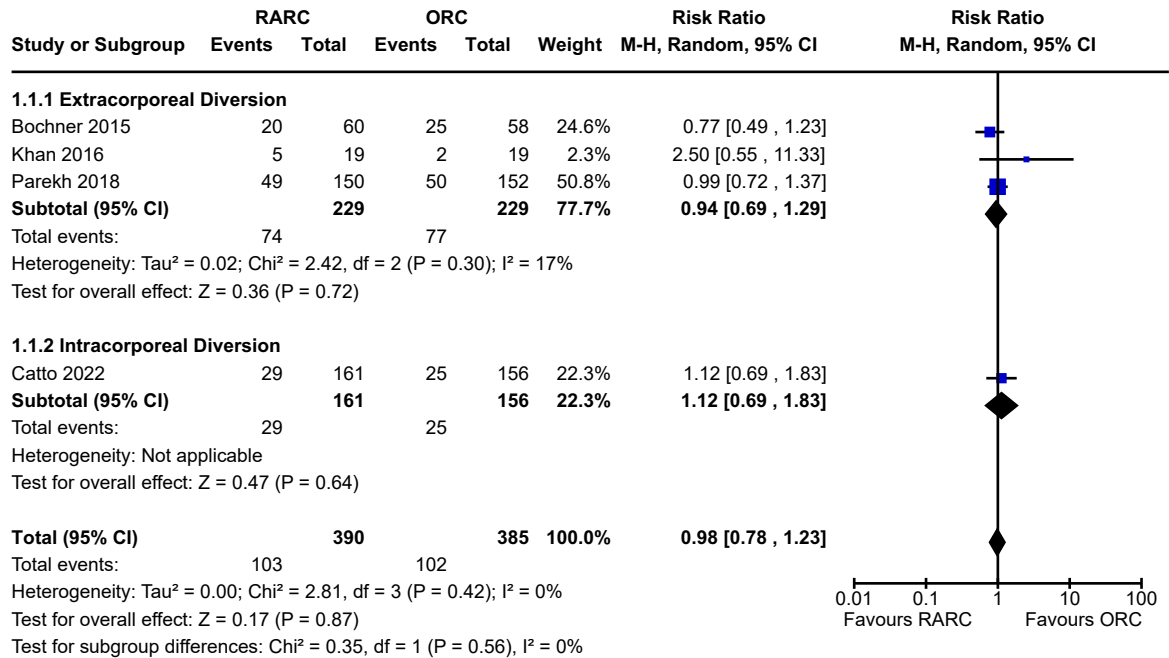 RARC ORC Risk Ratio Risk Ratio
Study or Subgroup Events Total Events Total Weight M-H, Random, 95% CI M-H, Random, 95% CI
1.1.1 Extracorporeal Diversion
Bochner 2015 20 60 25 58 24.6% 0.77 [0.49 , 1.23]
Khan 2016 5 19 2 19 2.3% 2.50 [0.55 , 11.33]
Parekh 2018 49 150 50 152 50.8% 0.99 [0.72 , 1.37]
Subtotal (95% CI) 229 229 77.7% 0.94 [0.69 , 1.29]
Total events: 74 77
Heterogeneity: Tau² = 0.02; Chi² = 2.42, df = 2 (P = 0.30); I² = 17%
Test for overall effect: Z = 0.36 (P = 0.72)
1.1.2 Intracorporeal Diversion
Catto 2022 29 161 25 156 22.3% 1.12 [0.69 , 1.83]
Subtotal (95% CI) 161 156 22.3% 1.12 [0.69 , 1.83]
Total events: 29 25
Heterogeneity: Not applicable
Test for overall effect: Z = 0.47 (P = 0.64)
Total (95% CI) 390 385 100.0% 0.98 [0.78 , 1.23]
Total events: 103 102
Heterogeneity: Tau² = 0.00; Chi² = 2.81, df = 3 (P = 0.42); I² = 0%
0.01 0.1 1 10 100
Test for overall effect: Z = 0.17 (P = 0.87) Favours RARC Favours ORC
Test for subgroup differences: Chi² = 0.35, df = 1 (P = 0.56), I² = 0%